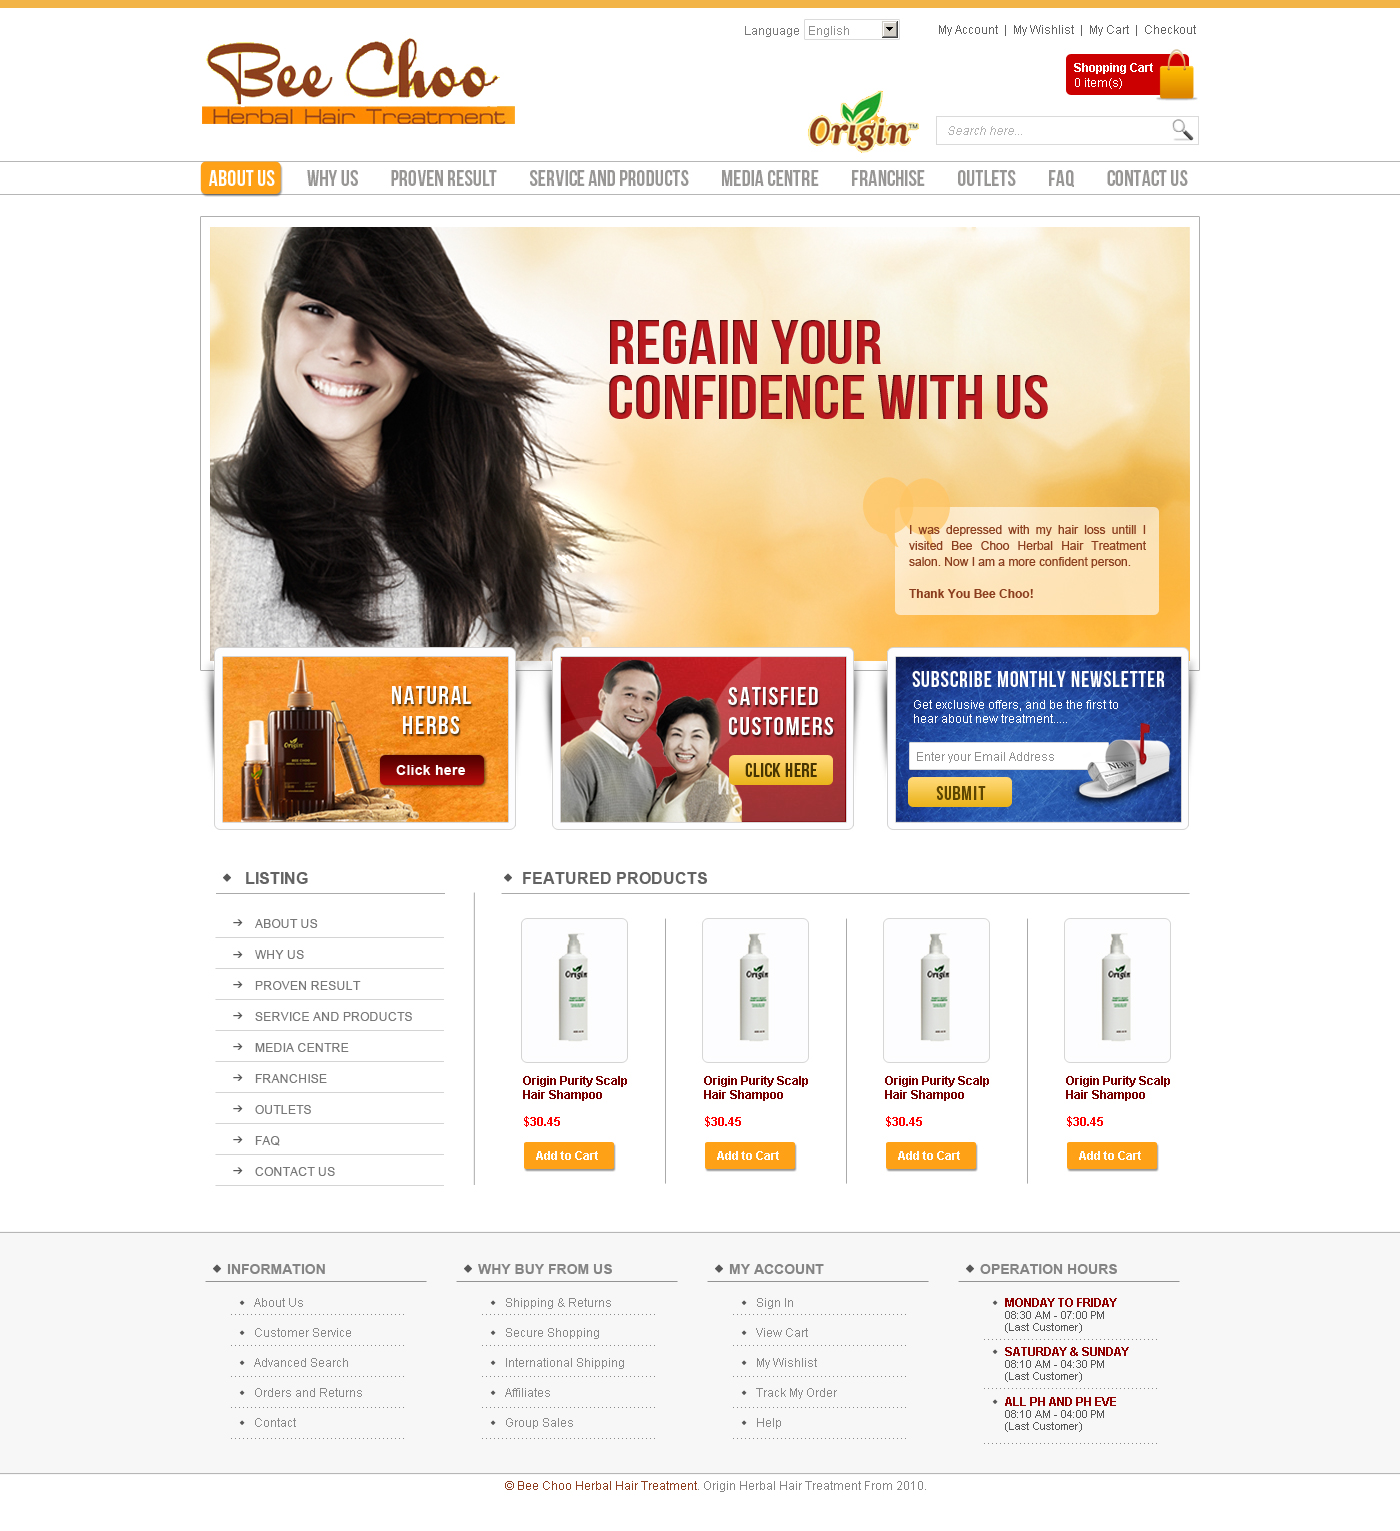 Language English
My Account | My Wishlist | My Cart | Checkout
Bee Choo
Herbal Hair Treatment
Shopping Cart
0 item(s)
Origin™
Search here...
ABOUT US WHY US PROVEN RESULT SERVICE AND PRODUCTS MEDIA CENTRE FRANCHISE OUTLETS FAQ CONTACT US
REGAIN YOUR
CONFIDENCE WITH US
I was depressed with my hair loss untill I
visited Bee Choo Herbal Hair Treatment
salon. Now I am a more confident person.
Thank You Bee Choo!
NATURAL
HERBS
Origin
Click here
SATISFIED
CUSTOMERS
CLICK HERE
SUBSCRIBE MONTHLY NEWSLETTER
Get exclusive offers, and be the first to
hear about new treatment.....
Enter your Email Address
NEWS
SUBMIT
LISTING
ABOUT US
WHY US
PROVEN RESULT
SERVICE AND PRODUCTS
MEDIA CENTRE
FRANCHISE
OUTLETS
FAQ
CONTACT US
FEATURED PRODUCTS
Origin
Origin Purity Scalp
Hair Shampoo
$30.45
Add to Cart
Origin
Origin Purity Scalp
Hair Shampoo
$30.45
Add to Cart
Origin
Origin Purity Scalp
Hair Shampoo
$30.45
Add to Cart
Origin
Origin Purity Scalp
Hair Shampoo
$30.45
Add to Cart
INFORMATION
About Us
Customer Service
Advanced Search
Orders and Returns
Contact
WHY BUY FROM US
Shipping & Returns
Secure Shopping
International Shipping
Affiliates
Group Sales
MY ACCOUNT
Sign In
View Cart
My Wishlist
Track My Order
Help
OPERATION HOURS
MONDAY TO FRIDAY
08:30 AM - 07:00 PM
(Last Customer)
SATURDAY & SUNDAY
08:10 AM - 04:30 PM
(Last Customer)
ALL PH AND PH EVE
08:10 AM - 04:00 PM
(Last Customer)
© Bee Choo Herbal Hair Treatment. Origin Herbal Hair Treatment From 2010.